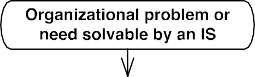 Organizational problem or
need solvable by an IS